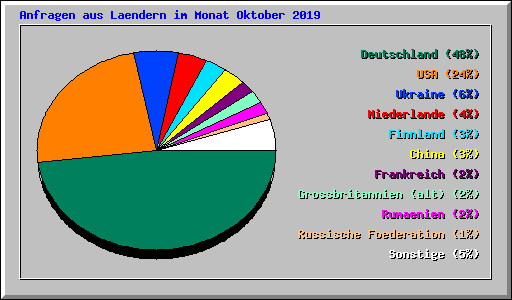 Anfragen aus Laendern im Monat Oktober 2019
Deutschland (48%)
USA (24%)
Ukraine (6%)
Niederlande (4%)
Finnland (3%)
China (3%)
Frankreich (2%)
Grossbritannien (alt) (2%)
Rumaenien (2%)
Russische Foederation (1%)
Sonstige (5%)